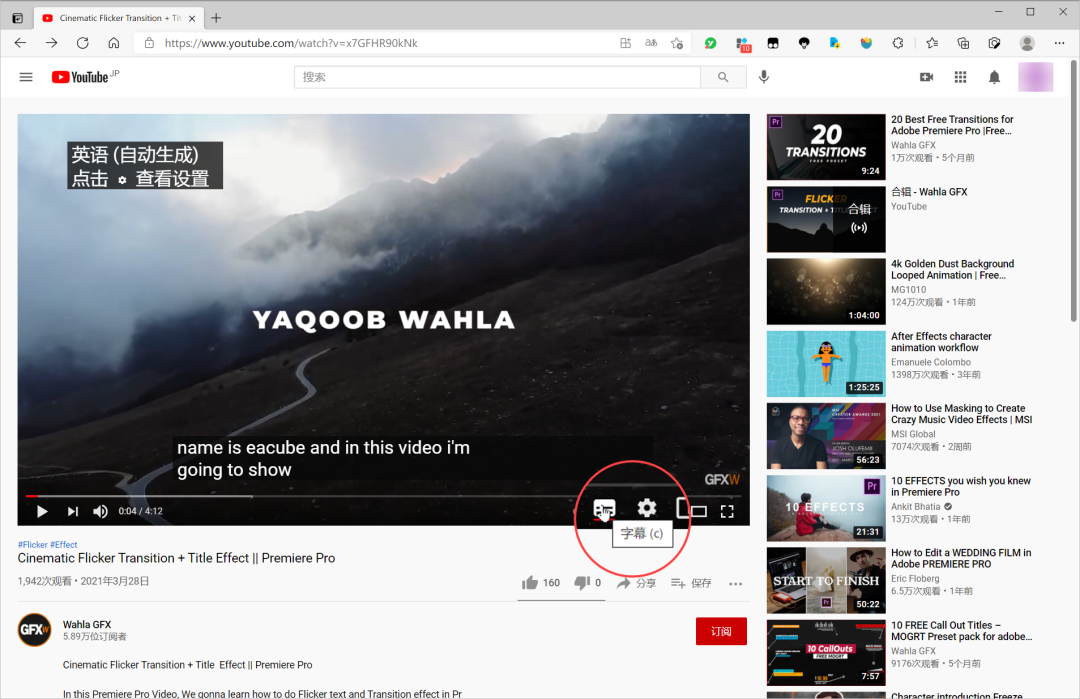 Cinematic Flicker Transition + Tit
https://www.youtube.com/watch?v=x7GFHR90kNk
10
YouTube JP
搜索
英语 (自动生成)
点击 查看设置
YAQOOB WAHLA
name is eacube and in this video i'm
going to show
GFXW
0:04 / 4:12
字幕 (c)
#Flicker #Effect
Cinematic Flicker Transition + Title Effect || Premiere Pro
1,942次观看 • 2021年3月28日
160
0
分享
保存
GFXW
Wahla GFX
5.89万位订阅者
订阅
Cinematic Flicker Transition + Title Effect || Premiere Pro
In this Premiere Pro Video, We gonna learn how to do Flicker text and Transition effect in Pr
Pr
20
TRANSITIONS
FREE PRESET
9:24
20 Best Free Transitions for
Adobe Premiere Pro |Free...
Wahla GFX
1万次观看 • 5个月前
Pr
FLICKER
TRANSITION + TITLE EFFECT
合辑
合辑 - Wahla GFX
YouTube
1:04:00
4k Golden Dust Background
Looped Animation | Free...
MG1010
124万次观看 • 1年前
1:25:25
After Effects character
animation workflow
Emanuele Colombo
1398万次观看 • 3年前
MSI
CREATOR AWARDS 2021
JOSH OLUFEMII
56:23
How to Use Masking to Create
Crazy Music Video Effects | MSI
MSI Global
7074次观看 • 2周前
Pr
10 EFFECTS
21:31
10 EFFECTS you wish you knew
in Premiere Pro
Ankit Bhatia
13万次观看 • 1年前
START TO FINISH
Pr
50:22
How to Edit a WEDDING FILM in
Adobe PREMIERE PRO
Eric Floberg
6.5万次观看 • 1年前
10 CallOuts
FREE MOGRT
7:57
10 FREE Call Out Titles –
MOGRT Preset pack for adobe...
Wahla GFX
9176次观看 • 5个月前
Character introduction Freeze